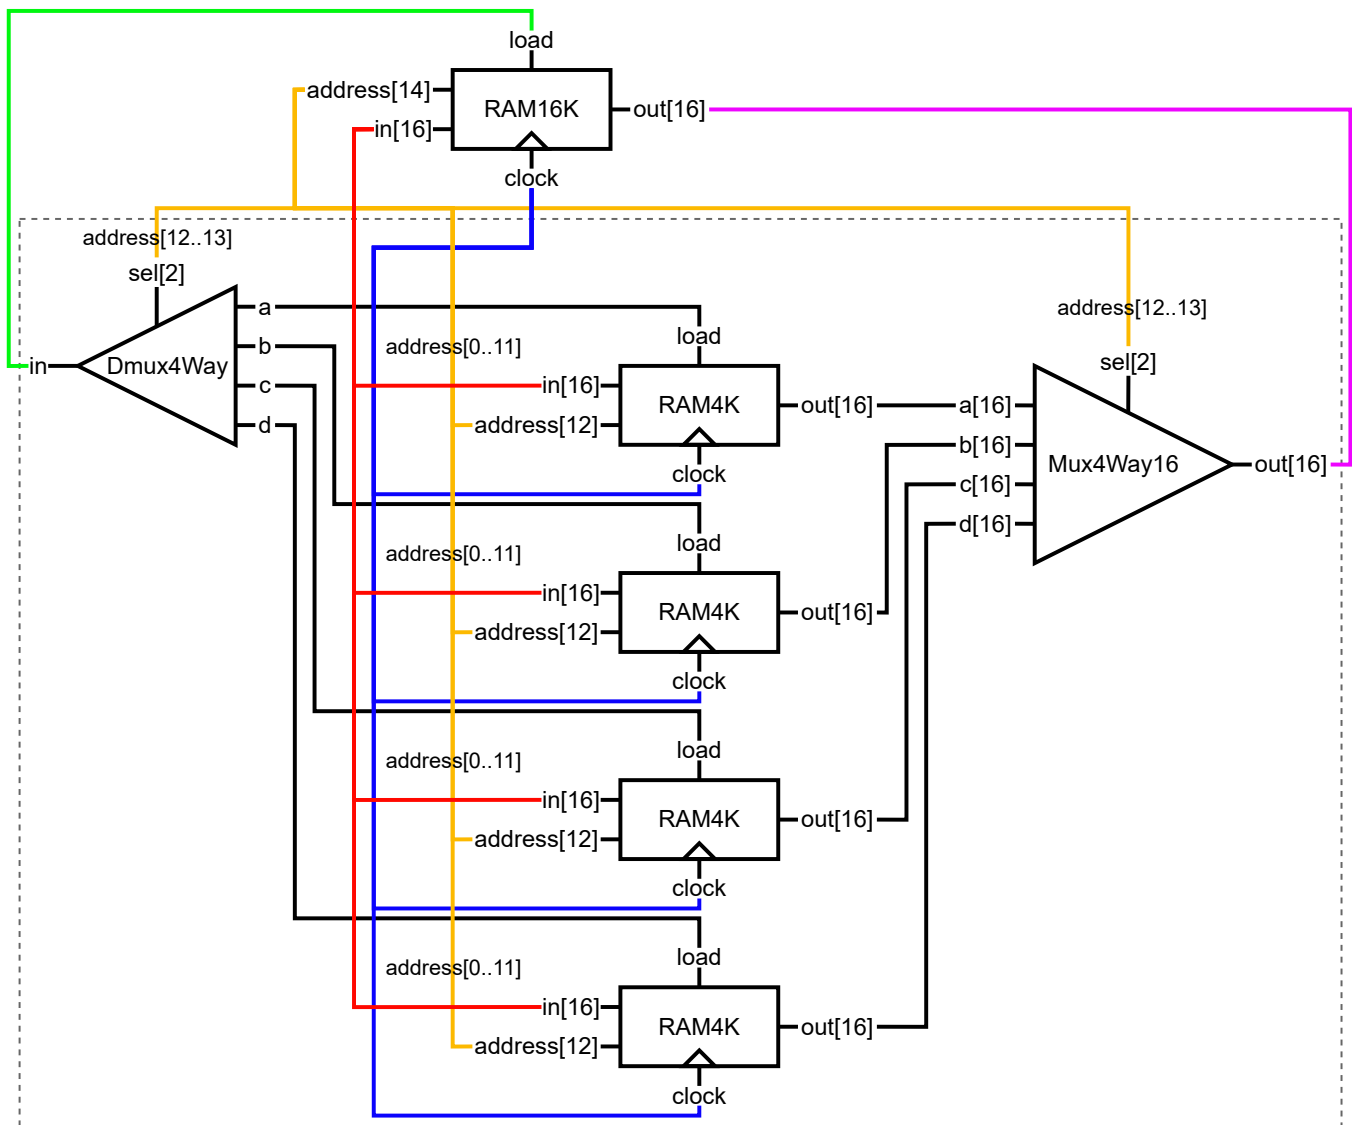 load
address[14]
RAM16K
out[16]
in[16]
clock
address[12..13]
sel[2]
in
Dmux4Way
a
b
c
d
address[0..11]
load
in[16]
RAM4K
out[16]
address[12]
clock
address[0..11]
load
in[16]
RAM4K
out[16]
address[12]
clock
address[0..11]
load
in[16]
RAM4K
out[16]
address[12]
clock
address[0..11]
load
in[16]
RAM4K
out[16]
address[12]
clock
address[12..13]
sel[2]
a[16]
b[16]
c[16]
d[16]
Mux4Way16
out[16]